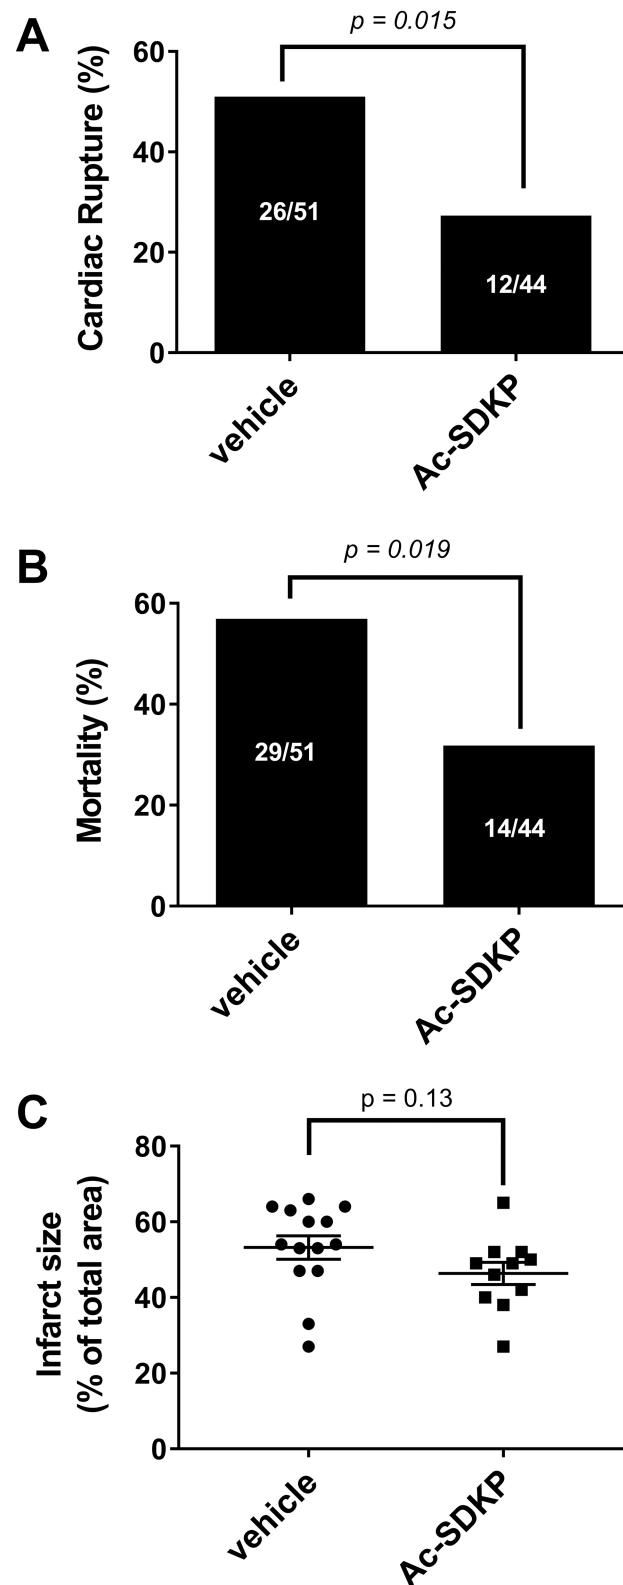 A
p = 0.015
Cardiac Rupture (%)
60
40
20
0
26/51
12/44
vehicle
Ac-SDKP
B
p = 0.019
Mortality (%)
60
40
20
0
29/51
14/44
vehicle
Ac-SDKP
C
p = 0.13
Infarct size
(% of total area)
80
60
40
20
0
vehicle
Ac-SDKP